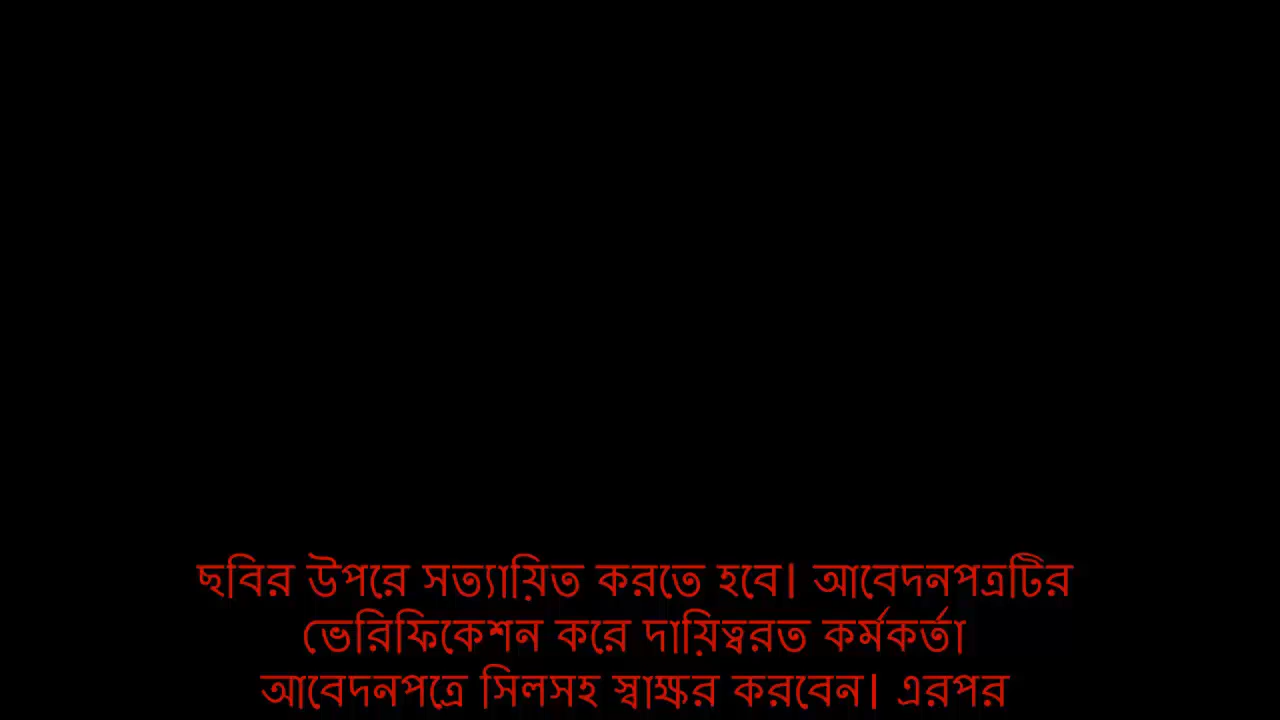 ছবির উপরে সত্যায়িত করতে হবে। আবেদনপত্রটির
ভেরিফিকেশন করে দায়িত্বরত কর্মকর্তা
আবেদনপত্রে সিলসহ স্বাক্ষর করবেন। এরপর